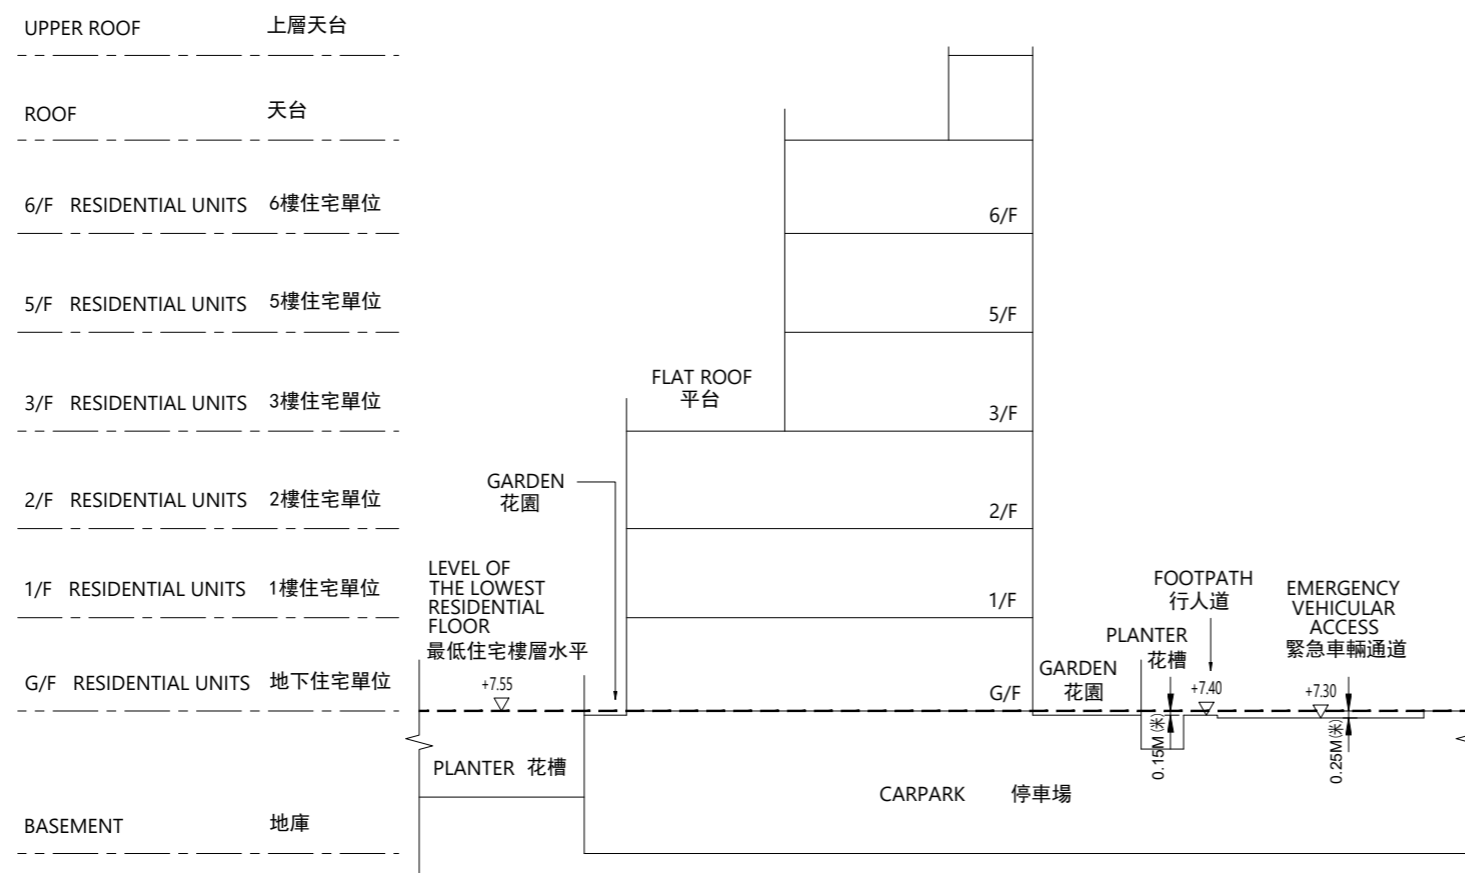 UPPER ROOF 上層天台
ROOF 天台
6/F RESIDENTIAL UNITS 6樓住宅單位
5/F RESIDENTIAL UNITS 5樓住宅單位
3/F RESIDENTIAL UNITS 3樓住宅單位
2/F RESIDENTIAL UNITS 2樓住宅單位
1/F RESIDENTIAL UNITS 1樓住宅單位
G/F RESIDENTIAL UNITS 地下住宅單位
BASEMENT 地庫
6/F
5/F
FLAT ROOF
平台
3/F
GARDEN
花園
2/F
LEVEL OF
THE LOWEST
RESIDENTIAL
FLOOR
最低住宅樓層水平
+7.55
1/F
G/F
GARDEN
花園
PLANTER
花槽
FOOTPATH
行人道
+7.40
EMERGENCY
VEHICULAR
ACCESS
緊急車輛通道
+7.30
0.15M (米)
0.25M (米)
PLANTER 花槽
CARPARK 停車場